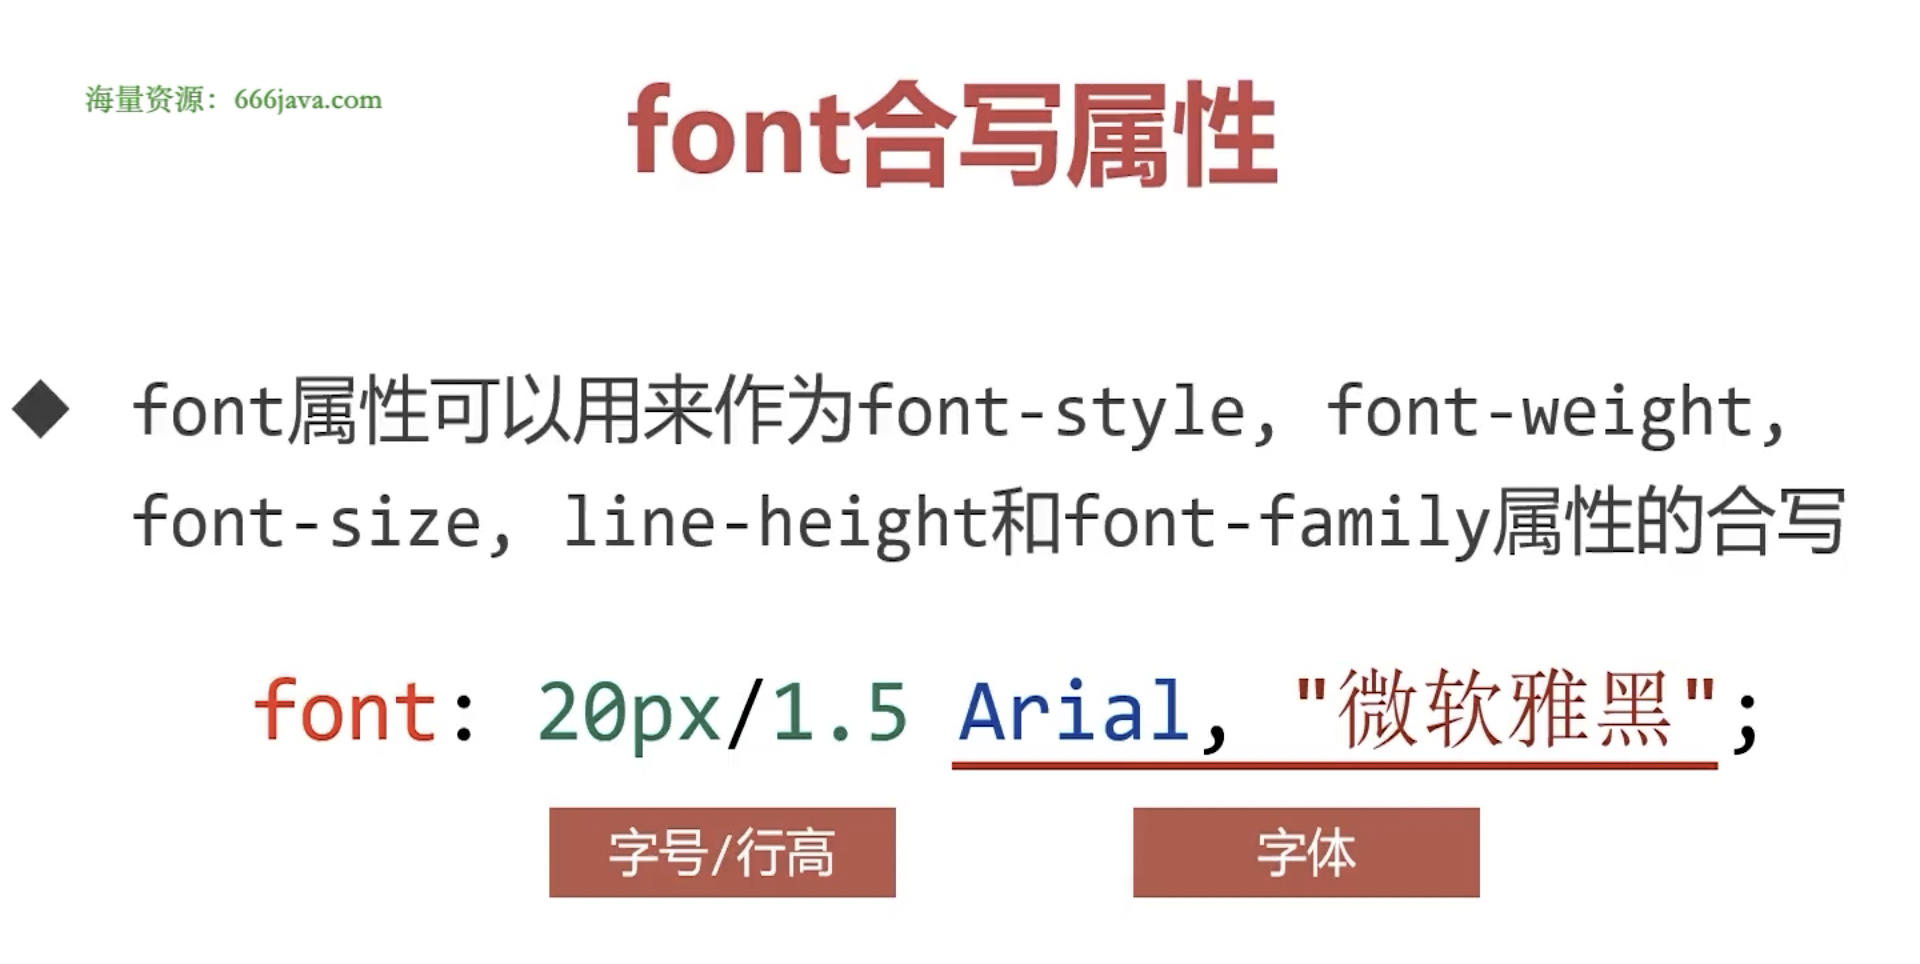 海量资源：666java.com
font合写属性
◆ font属性可以用来作为font-style, font-weight,
font-size, line-height和font-family属性的合写
font: 20px/1.5 Arial, "微软雅黑";
字号/行高 字体